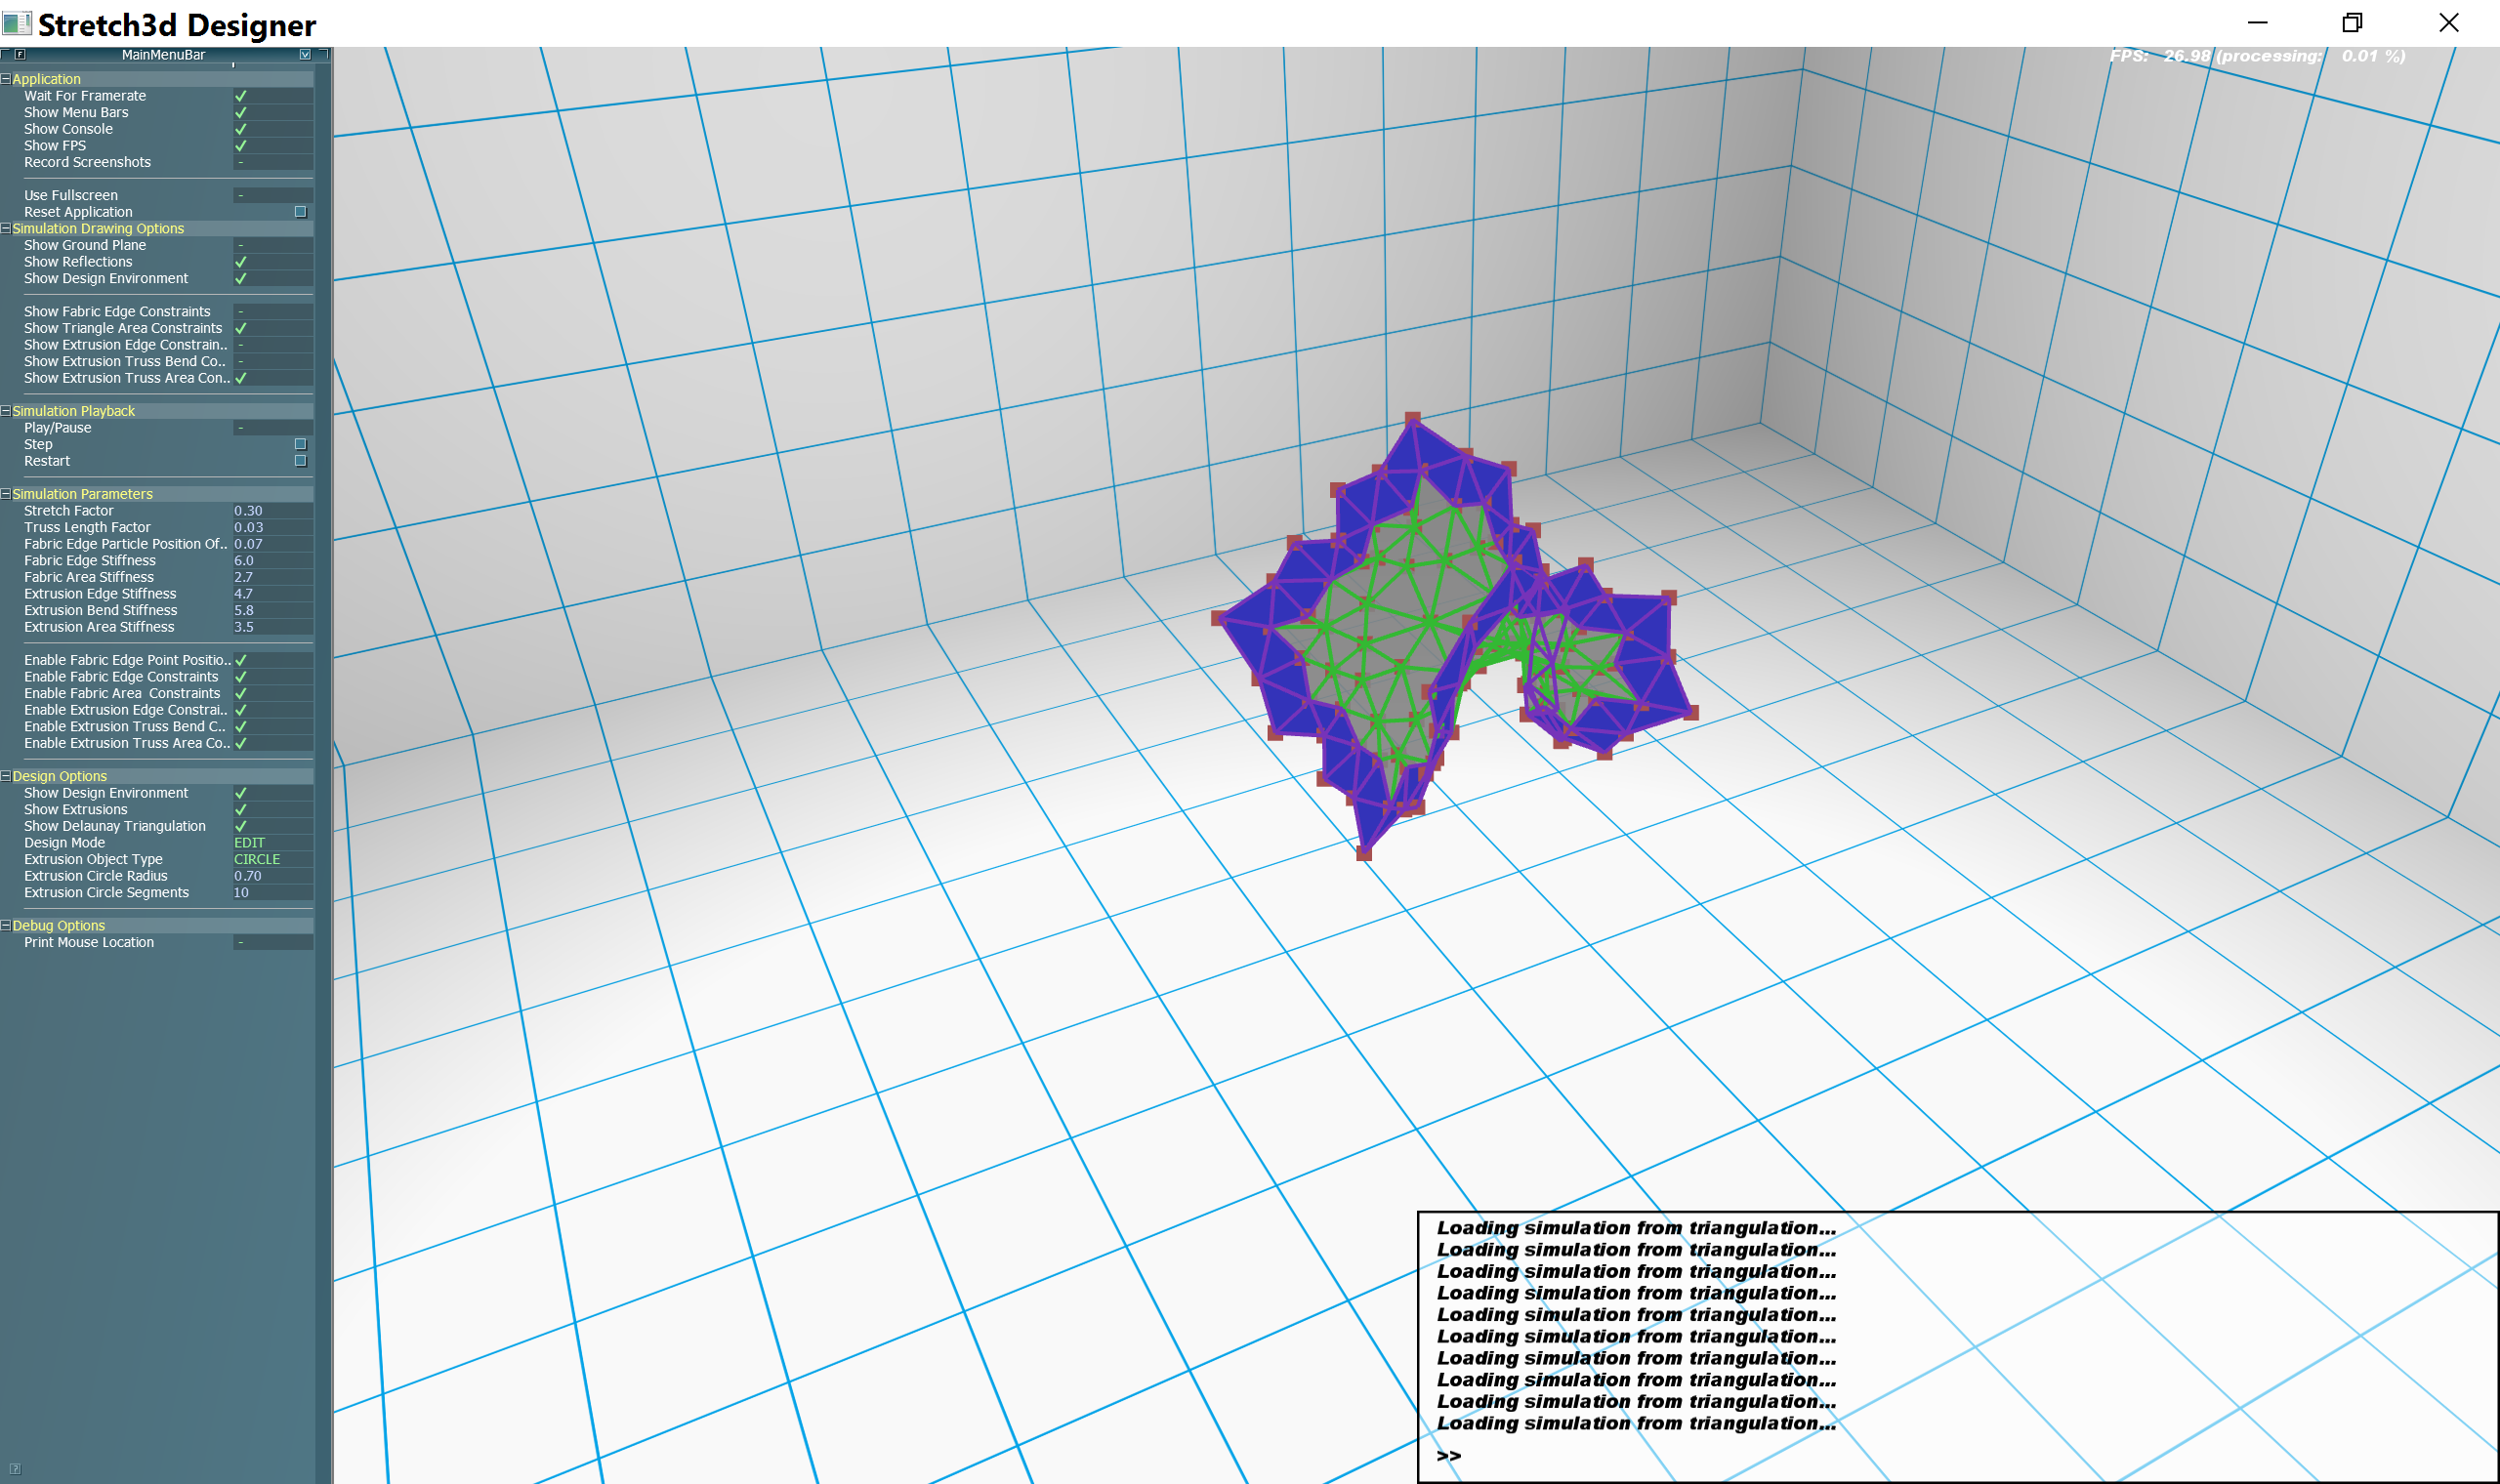 Stretch3d Designer
MainMenuBar
FPS: 26.98 (processing: 0.01 %)
Application
Wait For Framerate
Show Menu Bars
Show Console
Show FPS
Record Screenshots -
Use Fullscreen -
Reset Application
Simulation Drawing Options
Show Ground Plane -
Show Reflections
Show Design Environment
Show Fabric Edge Constraints -
Show Triangle Area Constraints
Show Extrusion Edge Constrain.. -
Show Extrusion Truss Bend Co.. -
Show Extrusion Truss Area Con..
Simulation Playback
Play/Pause -
Step
Restart
Simulation Parameters
Stretch Factor 0.30
Truss Length Factor 0.03
Fabric Edge Particle Position Of.. 0.07
Fabric Edge Stiffness 6.0
Fabric Area Stiffness 2.7
Extrusion Edge Stiffness 4.7
Extrusion Bend Stiffness 5.8
Extrusion Area Stiffness 3.5
Enable Fabric Edge Point Positio..
Enable Fabric Edge Constraints
Enable Fabric Area Constraints
Enable Extrusion Edge Constrai..
Enable Extrusion Truss Bend C..
Enable Extrusion Truss Area Co..
Design Options
Show Design Environment
Show Extrusions
Show Delaunay Triangulation
Design Mode EDIT
Extrusion Object Type CIRCLE
Extrusion Circle Radius 0.70
Extrusion Circle Segments 10
Debug Options
Print Mouse Location -
Loading simulation from triangulation...
Loading simulation from triangulation...
Loading simulation from triangulation...
Loading simulation from triangulation...
Loading simulation from triangulation...
Loading simulation from triangulation...
Loading simulation from triangulation...
Loading simulation from triangulation...
Loading simulation from triangulation...
Loading simulation from triangulation...
>>
?